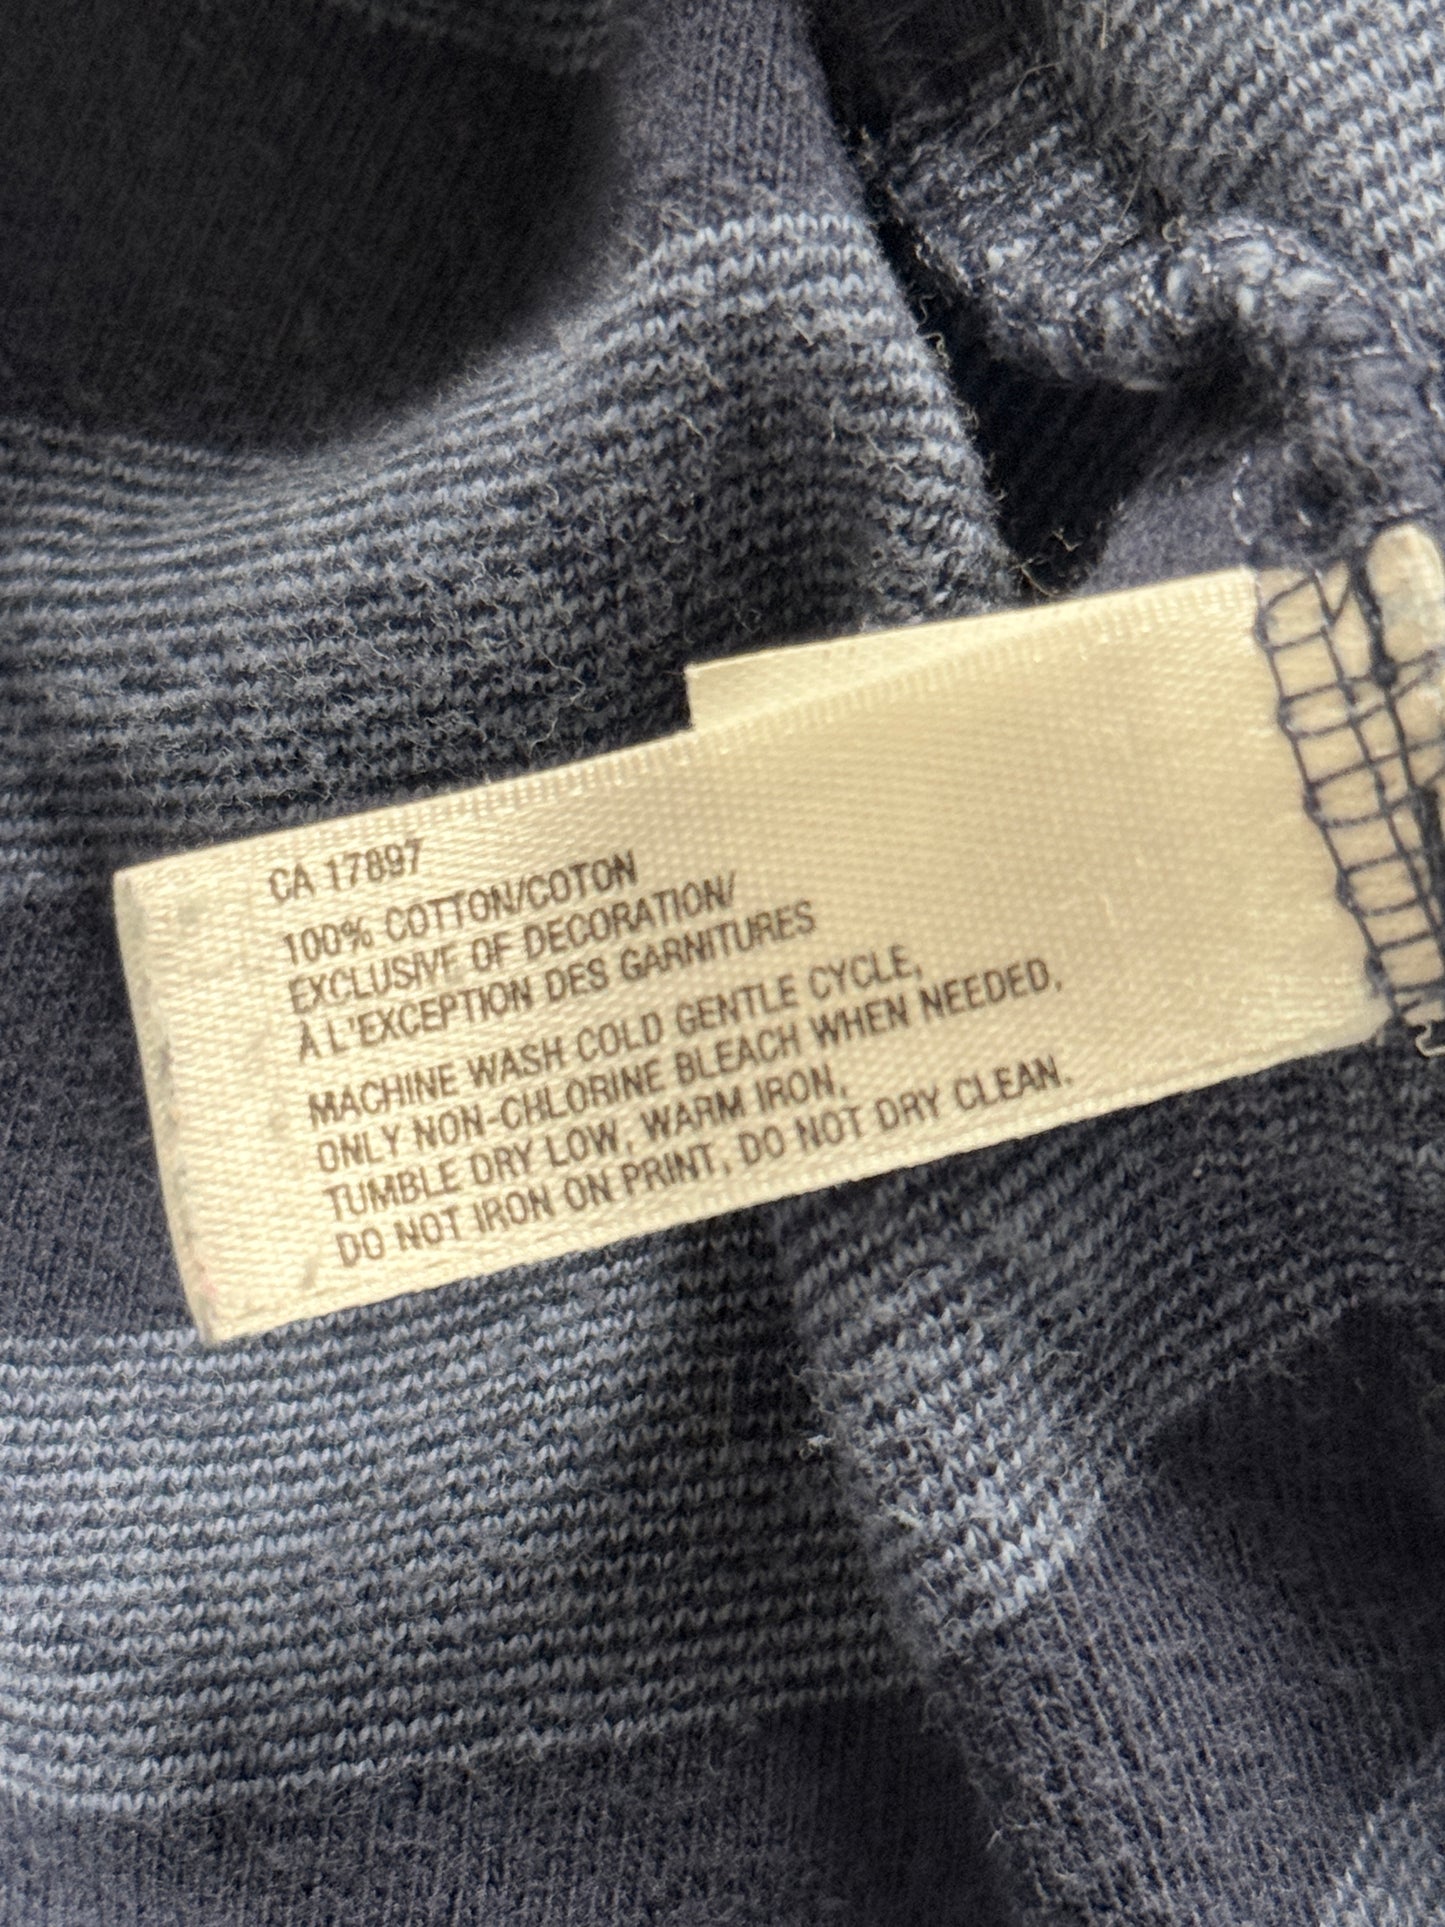 CA 17897
100% COTTON/COTON
EXCLUSIVE OF DECORATION/
À L'EXCEPTION DES GARNITURES
MACHINE WASH COLD GENTLE CYCLE,
ONLY NON-CHLORINE BLEACH WHEN NEEDED,
TUMBLE DRY LOW, WARM IRON,
DO NOT IRON ON PRINT, DO NOT DRY CLEAN.